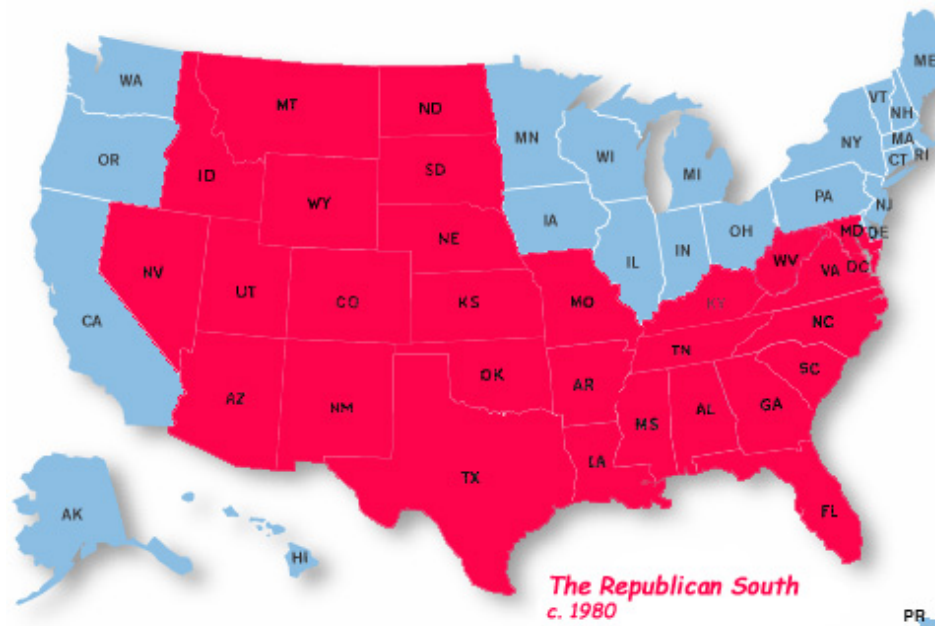 WA
MT
ND
MN
ME
VT
NH
OR
ID
SD
WI
MI
NY
MA
CT
RI
WY
IA
PA
NJ
NE
OH
MD
DE
NV
UT
CO
KS
MO
IL
IN
WV
VA
DC
KY
CA
NC
TN
AZ
NM
OK
AR
SC
MS
AL
GA
TX
LA
FL
AK
HI
The Republican South
c. 1980
PR